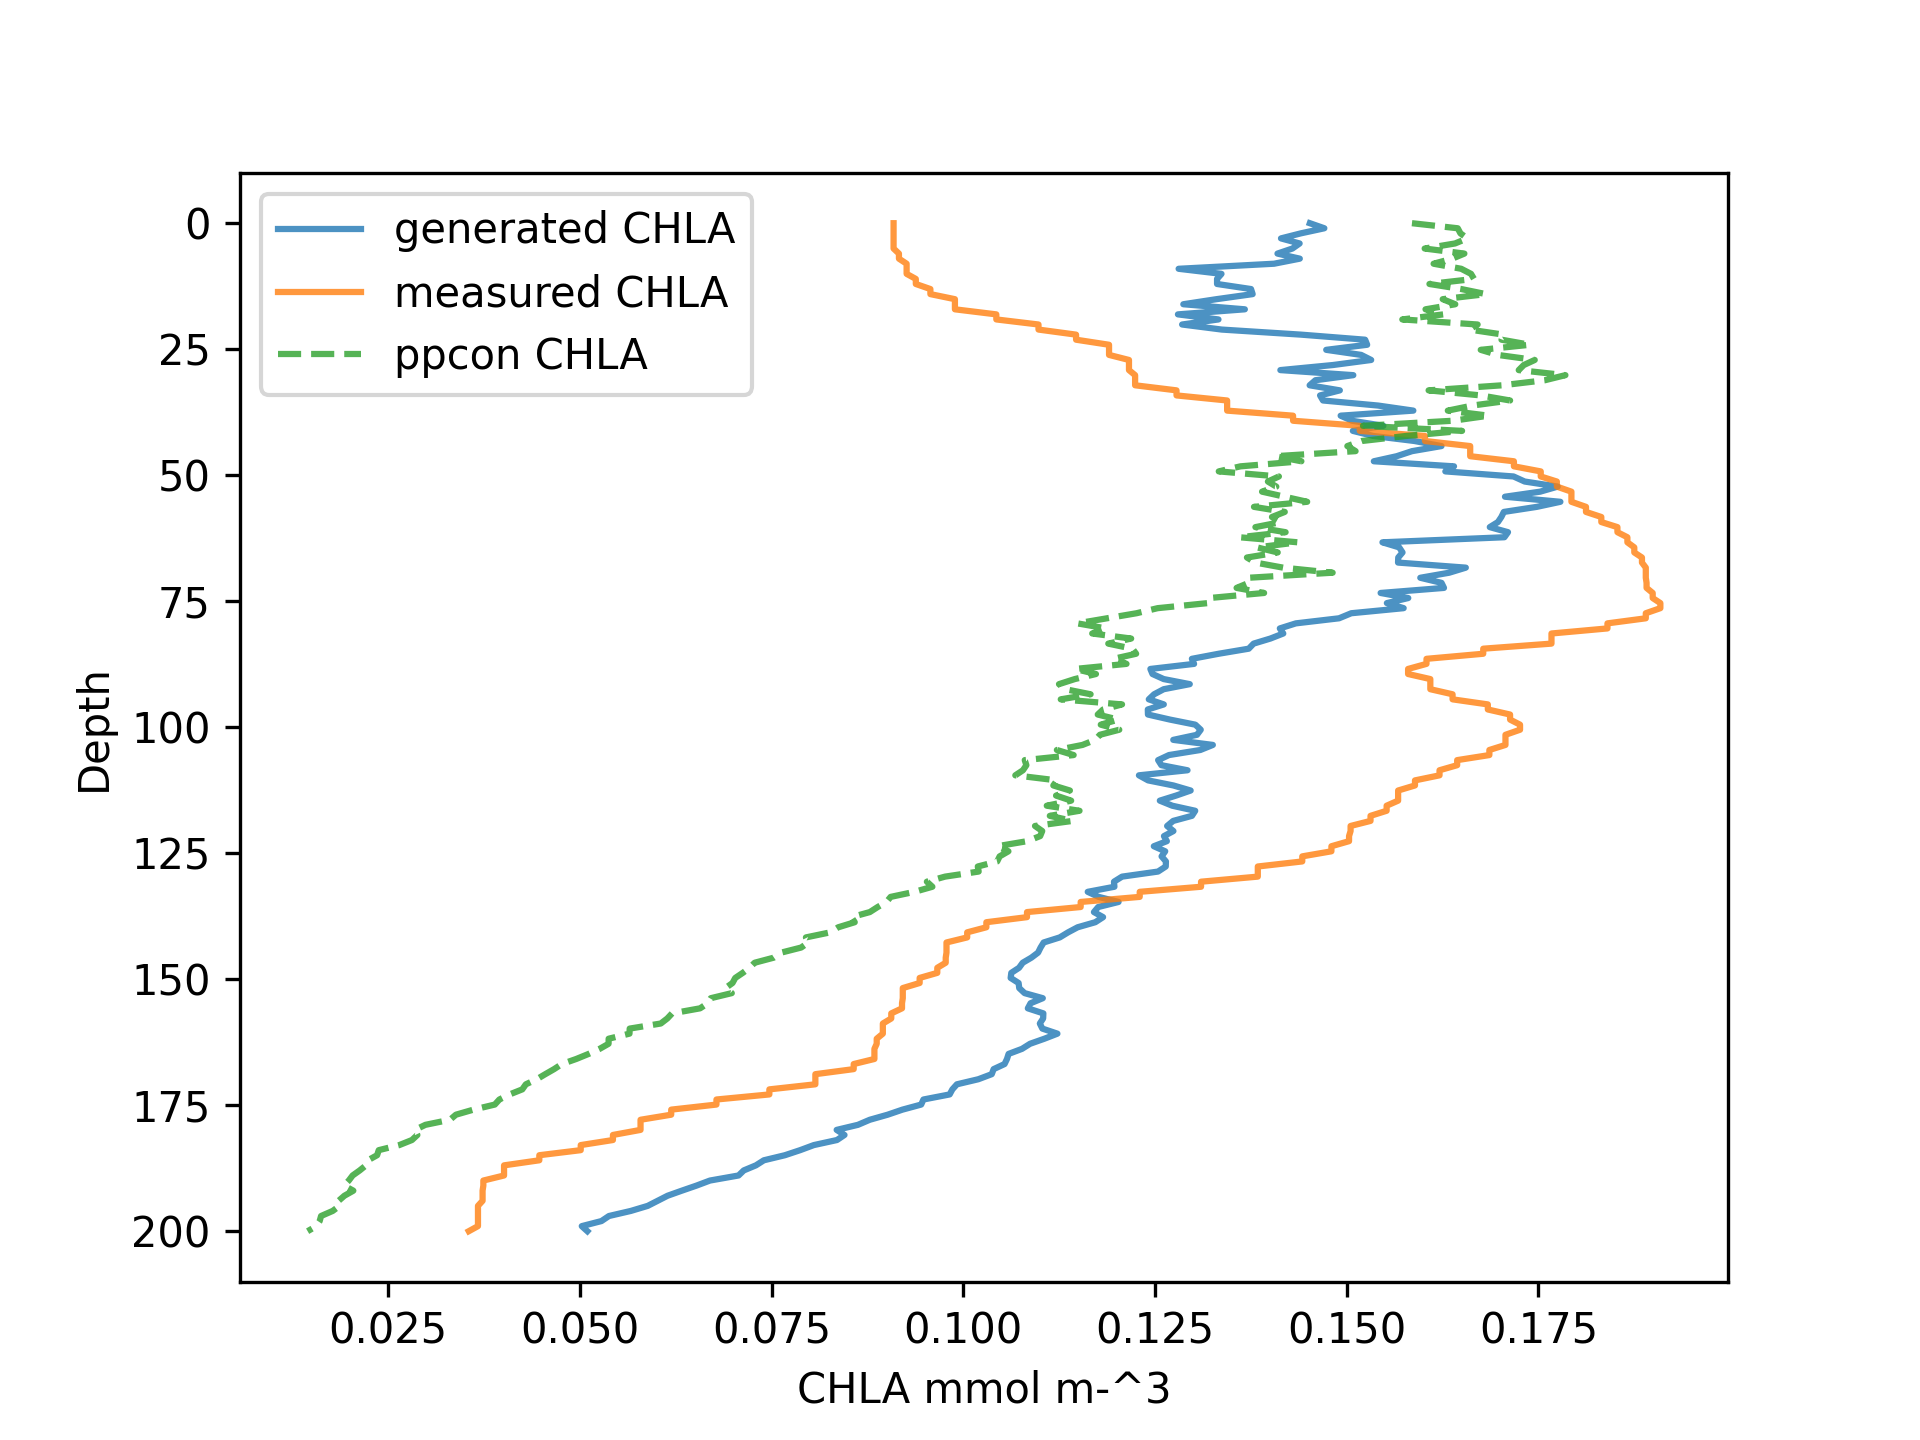 generated CHLA
measured CHLA
ppcon CHLA
0
25
50
75
100
125
150
175
200
Depth
0.025 0.050 0.075 0.100 0.125 0.150 0.175
CHLA mmol m-^3